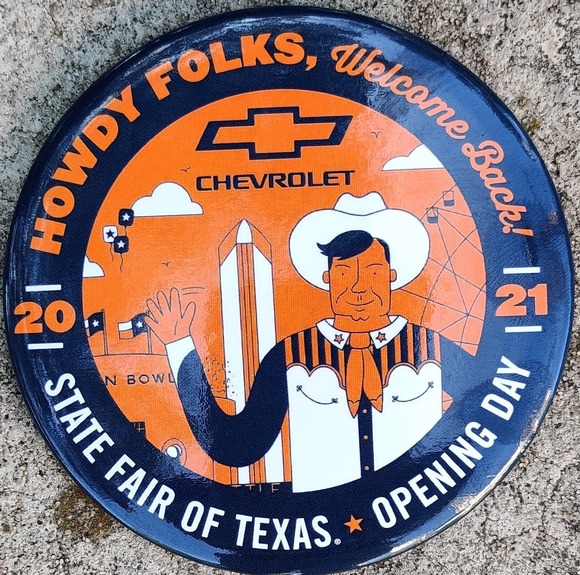 HOWDY FOLKS, Welcome Back!
CHEVROLET
20 21
N BOWL
STATE FAIR OF TEXAS. ★ OPENING DAY